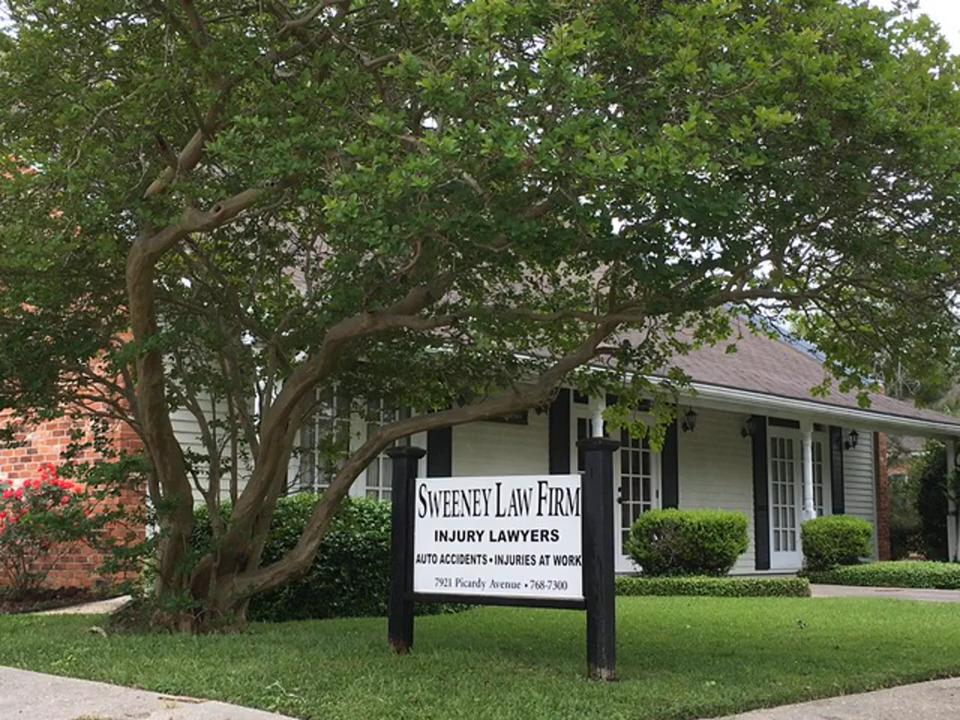 SWEENEY LAW FIRM
INJURY LAWYERS
AUTO ACCIDENTS • INJURIES AT WORK
7921 Picardy Avenue • 768-7300